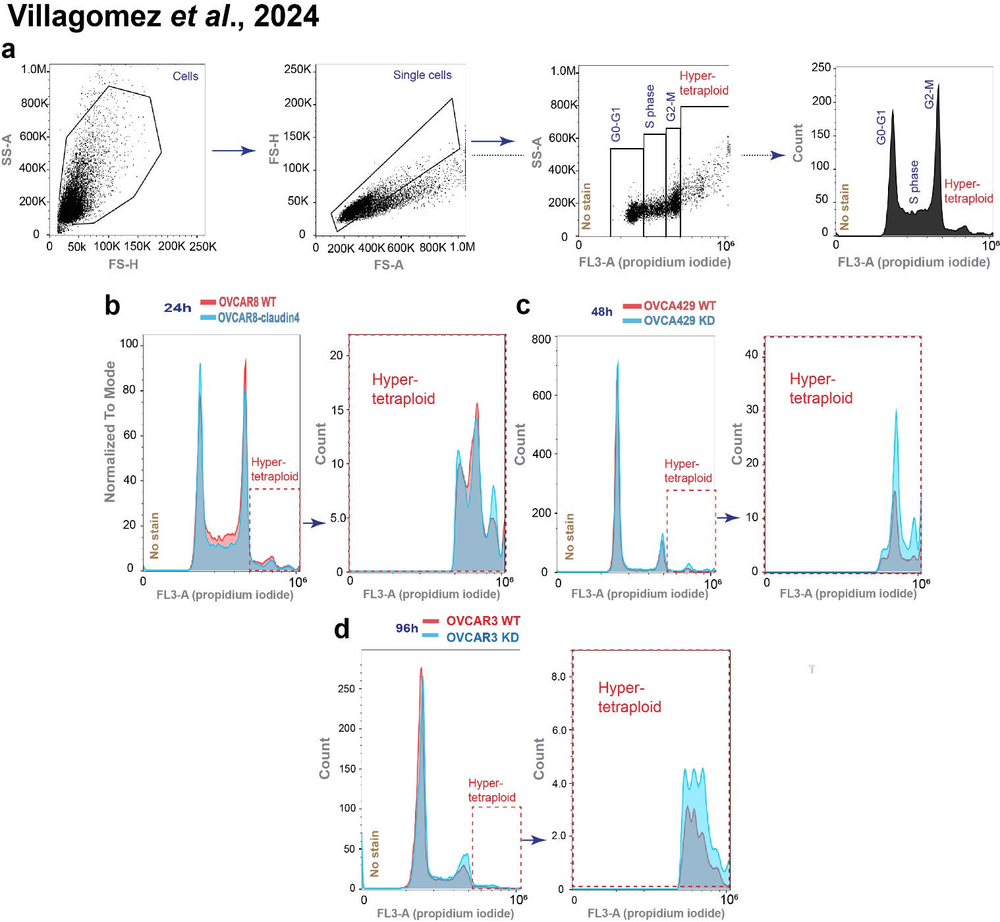 Villagomez et al., 2024
a
1.0M
800K
600K
400K
200K
0
SS-A
Cells
0 50k 100K 150K 200K 250K
FS-H
250K
200K
150K
100K
50K
0
FS-H
Single cells
0 200K 400K 600K 800K 1.0M
FS-A
1.0M
800K
600K
400K
200K
0
SS-A
No stain
G0-G1
S phase
G2-M
Hyper-
tetraploid
0 10⁶
FL3-A (propidium iodide)
250
200
150
100
50
0
Count
No stain
G0-G1
S phase
G2-M
Hyper-
tetraploid
0 10⁶
FL3-A (propidium iodide)
b
24h
OVCAR8 WT
OVCAR8-claudin4
100
80
60
40
20
0
Normalized To Mode
No stain
Hyper-
tetraploid
0 10⁶
FL3-A (propidium iodide)
20
15
10
5.0
0
Count
Hyper-
tetraploid
0 10⁶
FL3-A (propidium iodide)
c
48h
OVCA429 WT
OVCA429 KD
800
600
400
200
0
Count
No stain
Hyper-
tetraploid
0 10⁶
FL3-A (propidium iodide)
40
30
20
10
0
Count
Hyper-
tetraploid
0 10⁶
FL3-A (propidium iodide)
d
96h
OVCAR3 WT
OVCAR3 KD
250
200
150
100
50
0
Count
No stain
Hyper-
tetraploid
0 10⁶
FL3-A (propidium iodide)
8.0
6.0
4.0
2.0
0
Count
Hyper-
tetraploid
0 10⁶
FL3-A (propidium iodide)
T